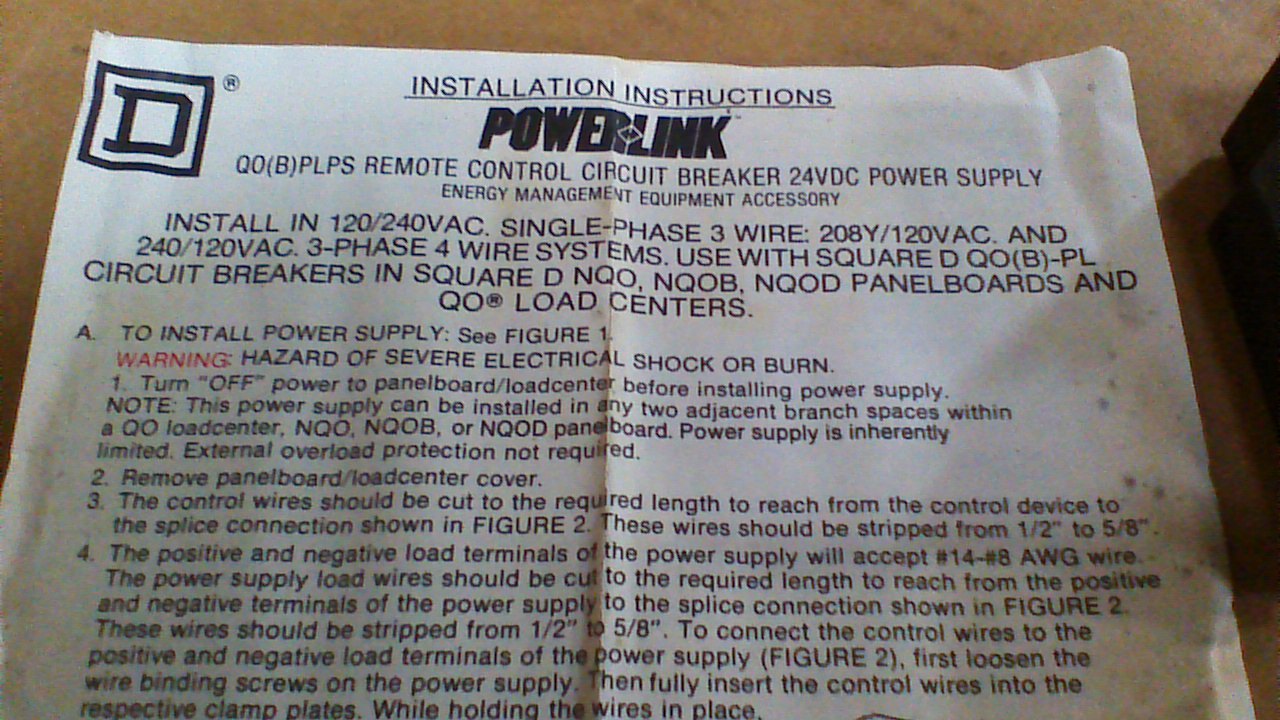 D ®
INSTALLATION INSTRUCTIONS
POWERLINK™
QO(B)PLPS REMOTE CONTROL CIRCUIT BREAKER 24VDC POWER SUPPLY
ENERGY MANAGEMENT EQUIPMENT ACCESSORY
INSTALL IN 120/240VAC. SINGLE-PHASE 3 WIRE: 208Y/120VAC. AND
240/120VAC. 3-PHASE 4 WIRE SYSTEMS. USE WITH SQUARE D QO(B)-PL
CIRCUIT BREAKERS IN SQUARE D NQO, NQOB, NQOD PANELBOARDS AND
QO® LOAD CENTERS.
A. TO INSTALL POWER SUPPLY: See FIGURE 1.
WARNING: HAZARD OF SEVERE ELECTRICAL SHOCK OR BURN.
1. Turn "OFF" power to panelboard/loadcenter before installing power supply.
NOTE: This power supply can be installed in any two adjacent branch spaces within
a QO loadcenter, NQO, NQOB, or NQOD panelboard. Power supply is inherently
limited. External overload protection not required.
2. Remove panelboard/loadcenter cover.
3. The control wires should be cut to the required length to reach from the control device to
the splice connection shown in FIGURE 2. These wires should be stripped from 1/2" to 5/8".
4. The positive and negative load terminals of the power supply will accept #14-#8 AWG wire.
The power supply load wires should be cut to the required length to reach from the positive
and negative terminals of the power supply to the splice connection shown in FIGURE 2.
These wires should be stripped from 1/2" to 5/8". To connect the control wires to the
positive and negative load terminals of the power supply (FIGURE 2), first loosen the
wire binding screws on the power supply. Then fully insert the control wires into the
respective clamp plates. While holding the wires in place,